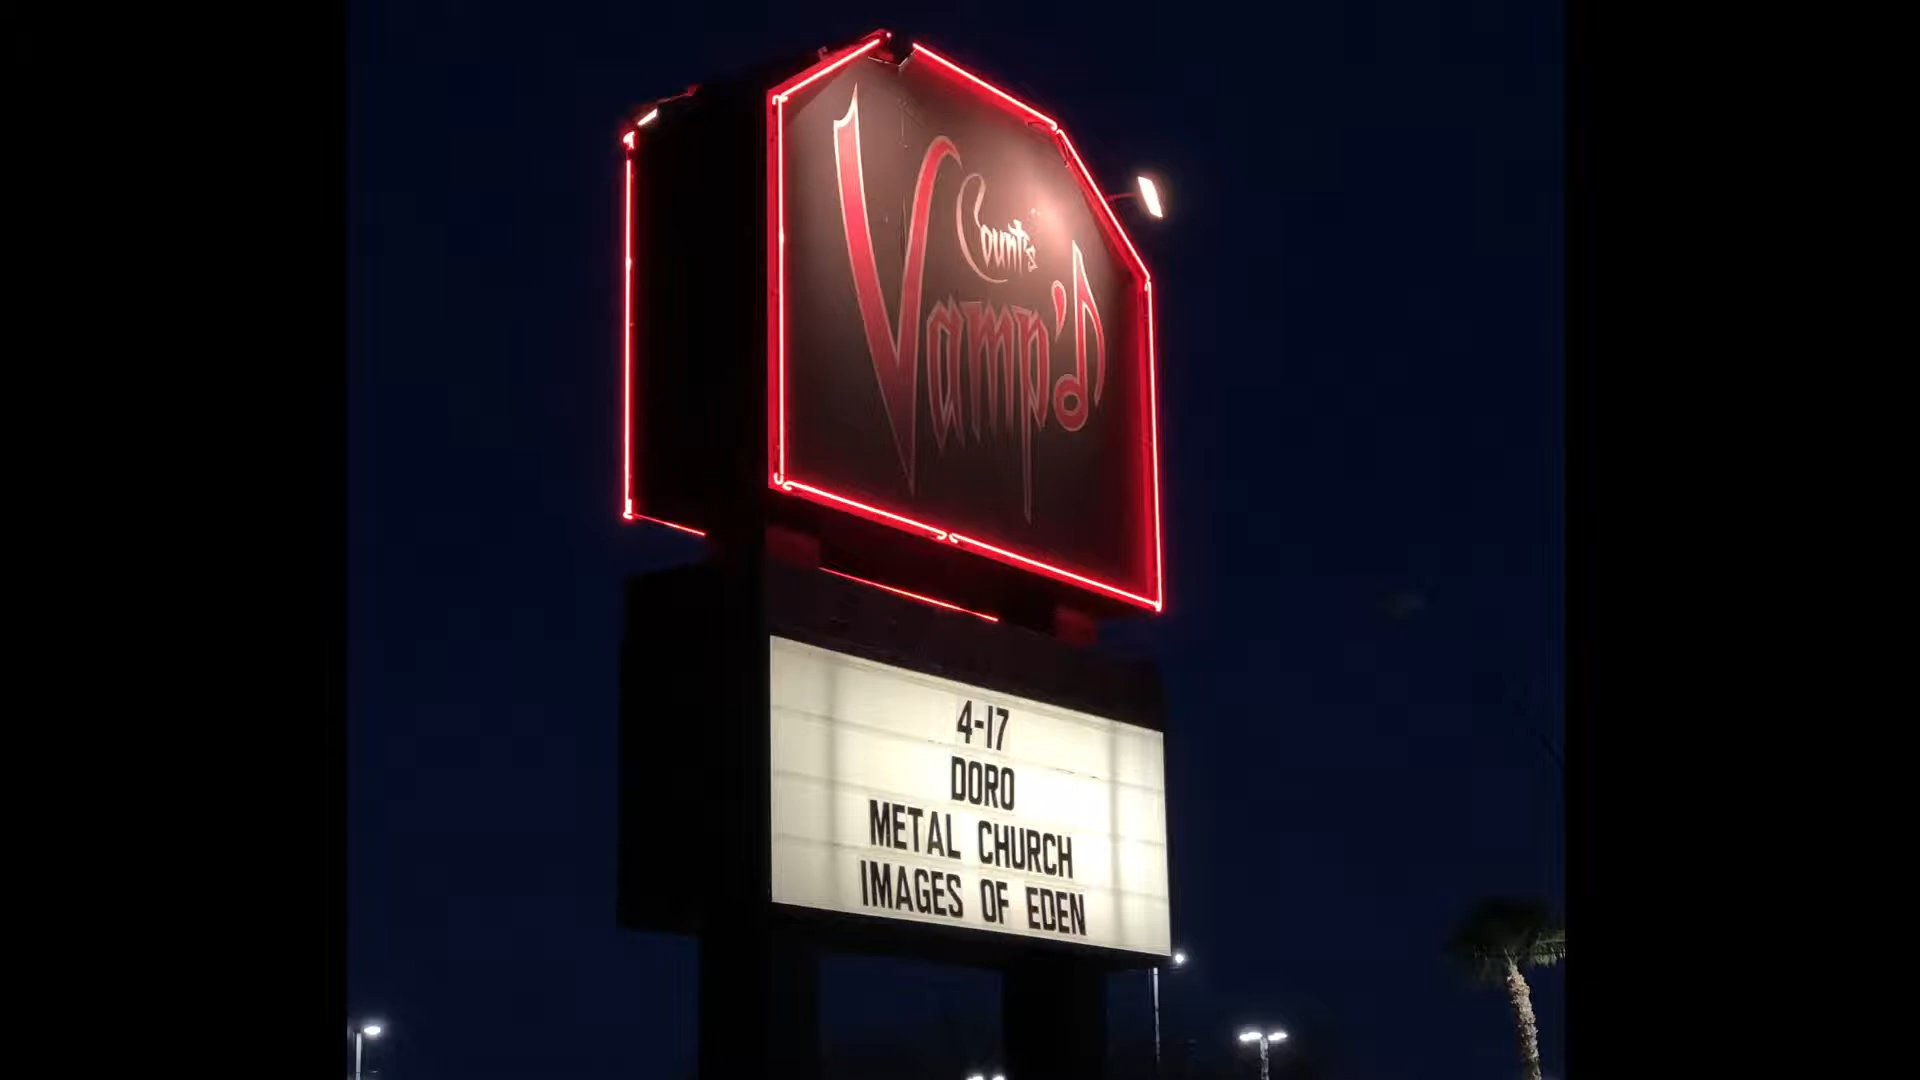 Count's
Vamp'd
4-17
DORO
METAL CHURCH
IMAGES OF EDEN